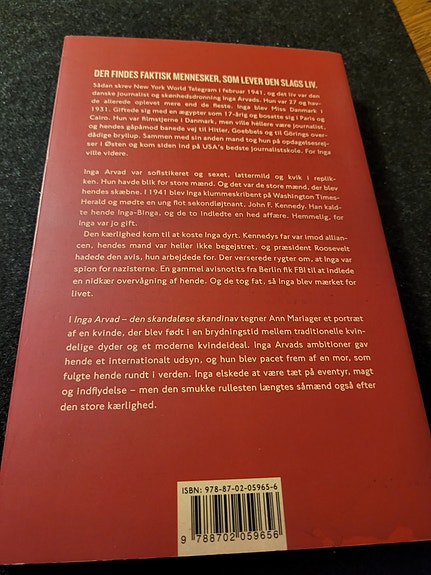 DER FINDES FAKTISK MENNESKER, SOM LEVER DEN SLAGS LIV.
Sådan skrev New York World Telegram i februar 1941, og det liv var den
danske journalist og skønhedsdronning Inga Arvads. Hun var 27 og hav-
de allerede oplevet mere end de fleste. Inga blev Miss Danmark i
1931. Giftede sig med en ægypter som 17-årig og bosatte sig i Paris og
Cairo. Hun var filmstjerne i Danmark, men ville hellere være journalist,
og hendes gåpåmod banede vej til Hitler, Goebbels og til Görings over-
dådige bryllup. Sammen med sin anden mand tog hun på opdagelsesrej-
ser i Østen og kom siden ind på USA's bedste journalistskole. For Inga
ville videre.
Inga Arvad var sofistikeret og sexet, lattermild og kvik i replik-
ken. Hun havde blik for store mænd. Og det var de store mænd, der blev
hendes skæbne. I 1941 blev Inga klummeskribent på Washington Times-
Herald og mødte en ung flot sekondløjtnant, John F. Kennedy. Han kald-
te hende Inga-Binga, og de to indledte en hed affære. Hemmelig, for
Inga var jo gift.
Den kærlighed kom til at koste Inga dyrt. Kennedys far var imod allian-
cen, hendes mand var heller ikke begejstret, og præsident Roosevelt
hadede den avis, hun arbejdede for. Der verserede rygter om, at Inga var
spion for nazisterne. En gammel avisnotits fra Berlin fik FBI til at indlede
en nidkær overvågning af hende. Og de tog fat, så Inga blev mærket for
livet.
I Inga Arvad – den skandaløse skandinav tegner Ann Mariager et portræt
af en kvinde, der blev født i en brydningstid mellem traditionelle kvin-
delige dyder og et moderne kvindeideal. Inga Arvads ambitioner gav
hende et internationalt udsyn, og hun blev pacet frem af en mor, som
fulgte hende rundt i verden. Inga elskede at være tæt på eventyr, magt
og indflydelse – men den smukke rullesten længtes såmænd også efter
den store kærlighed.
ISBN: 978-87-02-05965-6
9 788702 059656